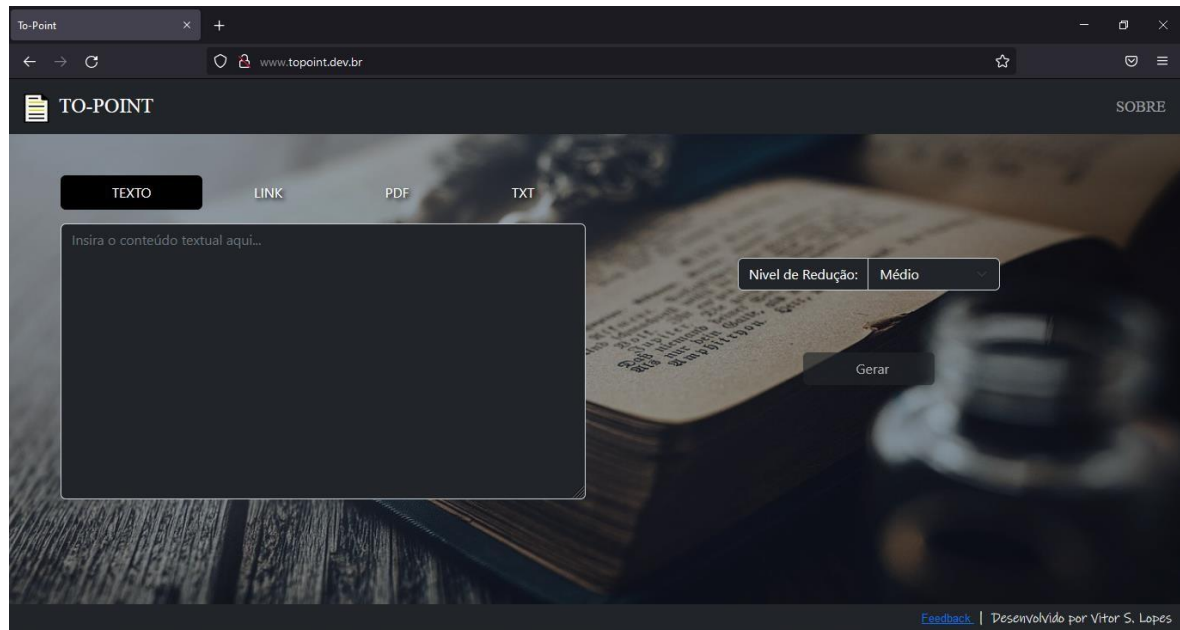 To-Point
www.topoint.dev.br
TO-POINT
SOBRE
TEXTO LINK PDF TXT
Insira o conteúdo textual aqui...
Nivel de Redução: Médio
Gerar
Feedback | Desenvolvido por Vitor S. Lopes